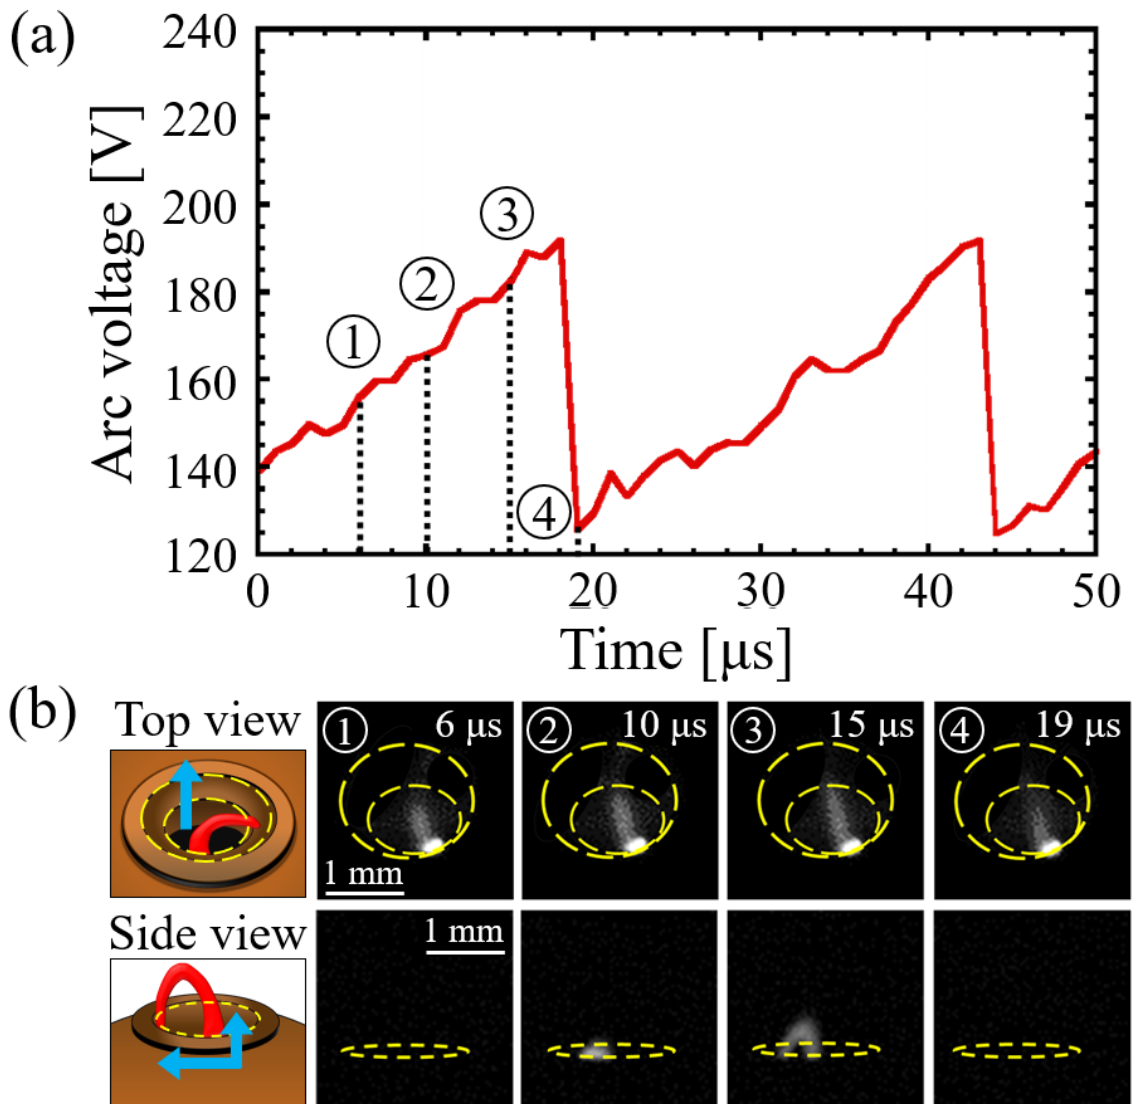 (a)
Arc voltage [V]
240
220
200
180
160
140
120
① ② ③ ④
0 10 20 30 40 50
Time [μs]
(b)
Top view
① 6 μs
② 10 μs
③ 15 μs
④ 19 μs
1 mm
Side view
1 mm